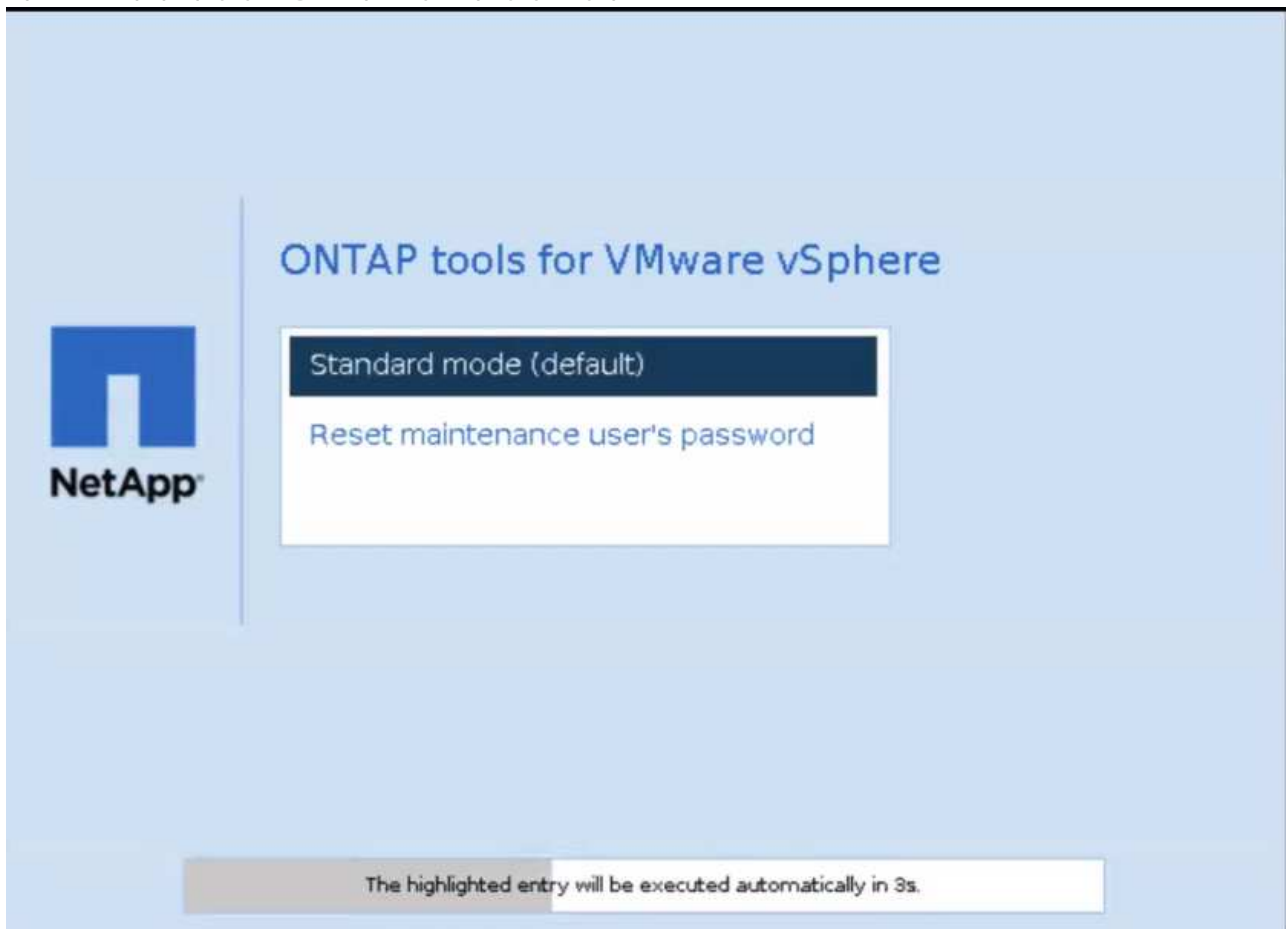 ONTAP tools for VMware vSphere
Standard mode (default)
Reset maintenance user's password
NetApp®
The highlighted entry will be executed automatically in 3s.